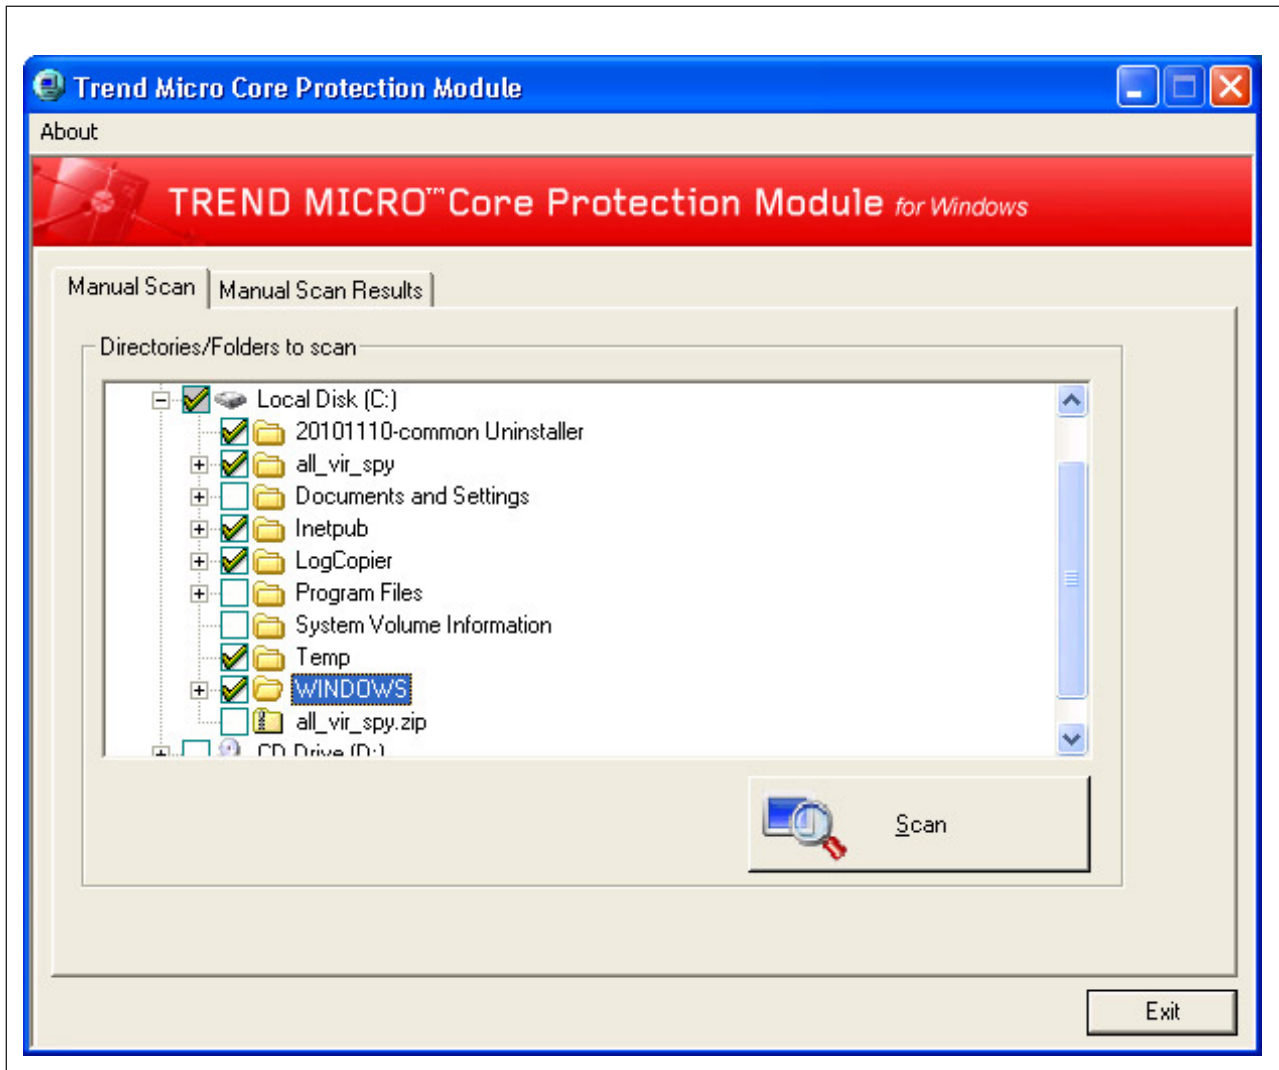 Trend Micro Core Protection Module
About
TREND MICRO™ Core Protection Module for Windows
Manual Scan
Manual Scan Results
Directories/Folders to scan
Local Disk (C:)
20101110-common Uninstaller
all_vir_spy
Documents and Settings
Inetpub
LogCopier
Program Files
System Volume Information
Temp
WINDOWS
all_vir_spy.zip
CD Drive (D:)
Scan
Exit